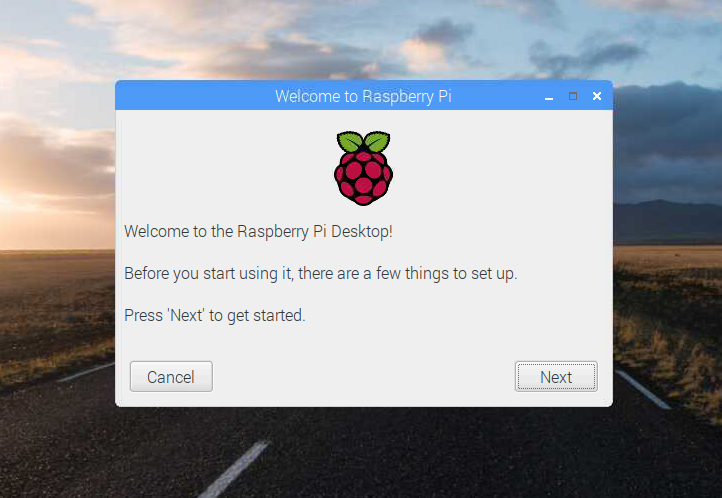 Welcome to Raspberry Pi
Welcome to the Raspberry Pi Desktop!
Before you start using it, there are a few things to set up.
Press 'Next' to get started.
Cancel
Next